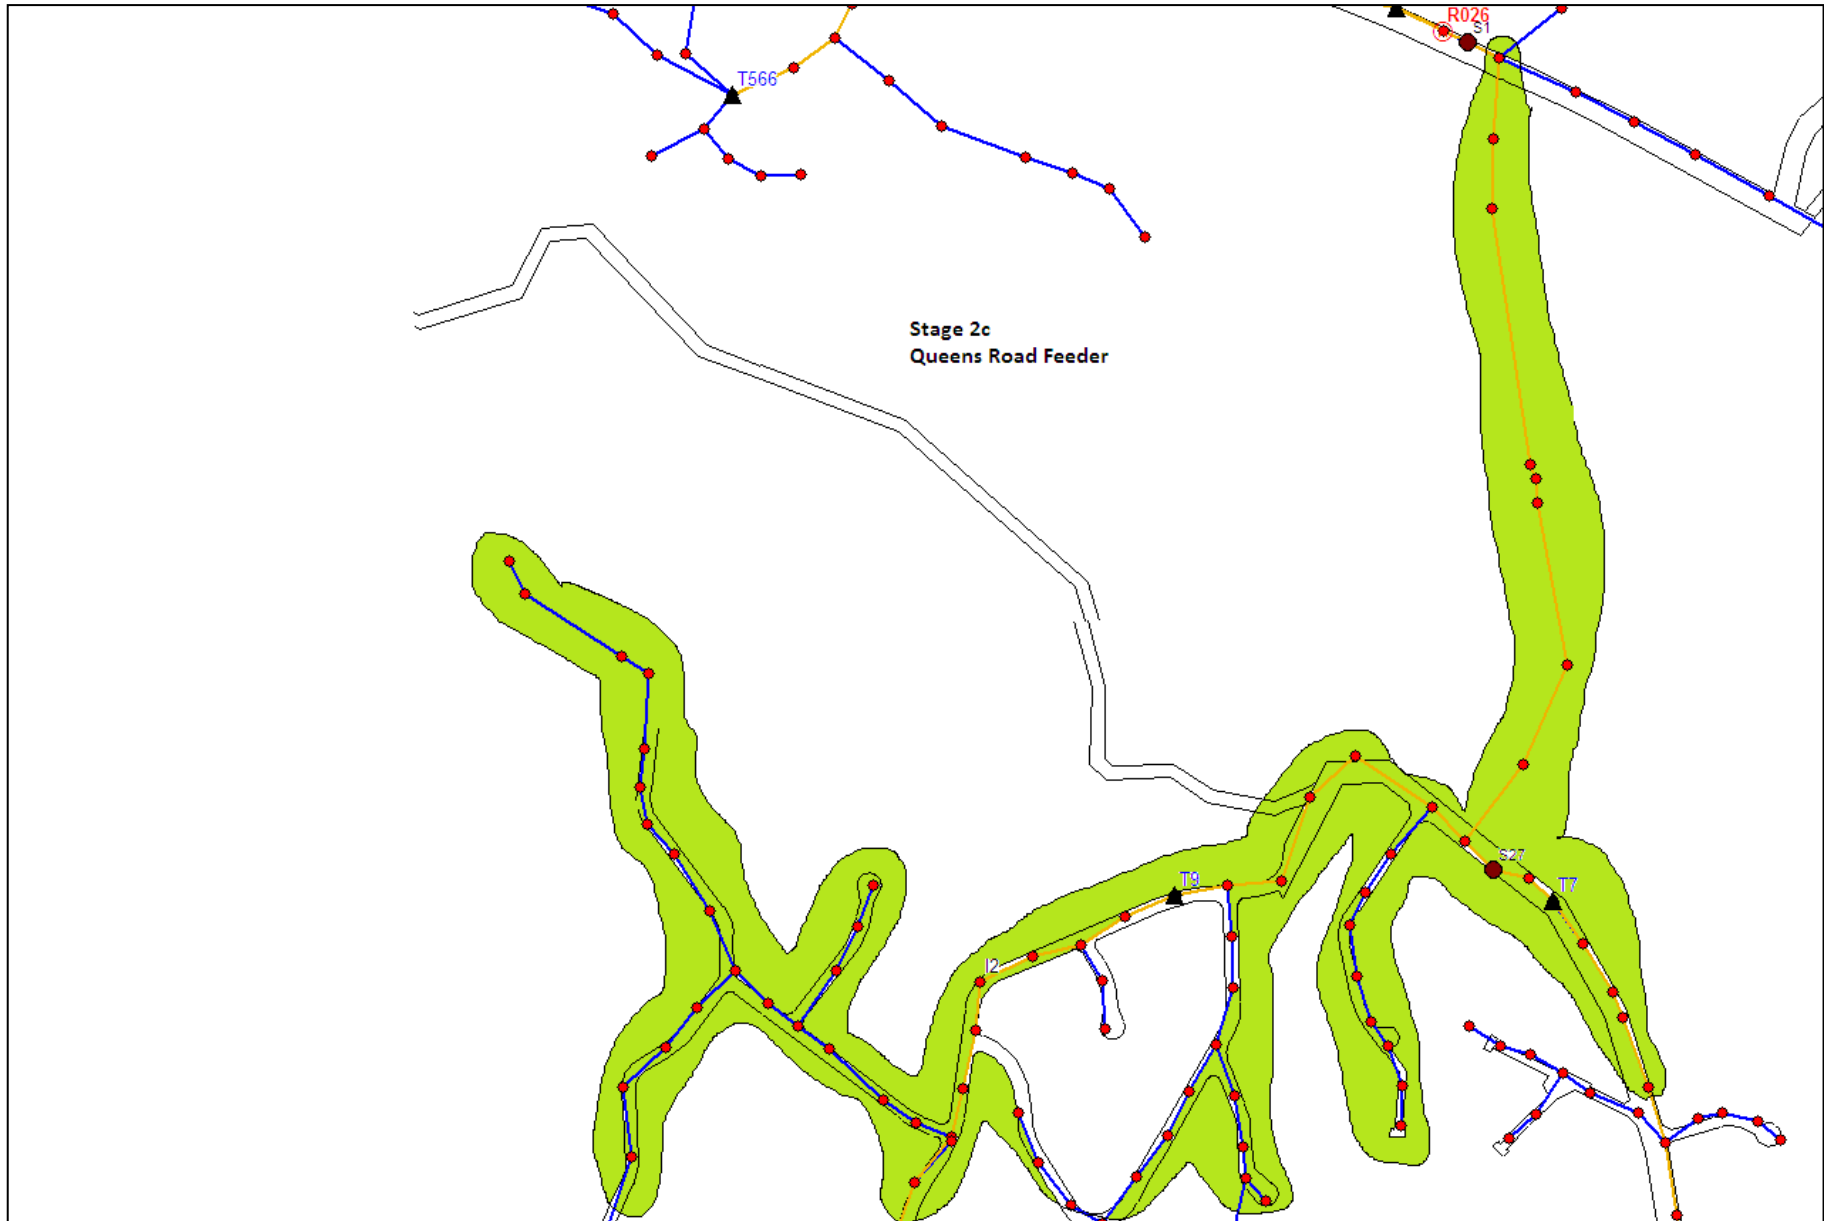 R026
S1
T566
Stage 2c
Queens Road Feeder
S27
T9
T7
I2